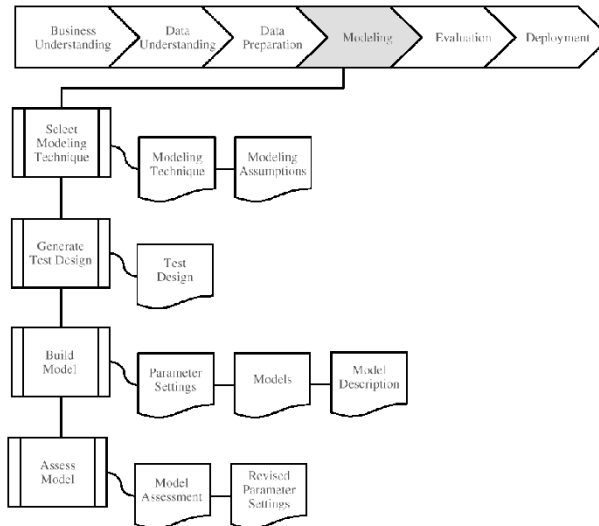 Business
Understanding
Data
Understanding
Data
Preparation
Modeling
Evaluation
Deployment
Select
Modeling
Technique
Modeling
Technique
Modeling
Assumptions
Generate
Test Design
Test
Design
Build
Model
Parameter
Settings
Models
Model
Description
Assess
Model
Model
Assessment
Revised
Parameter
Settings